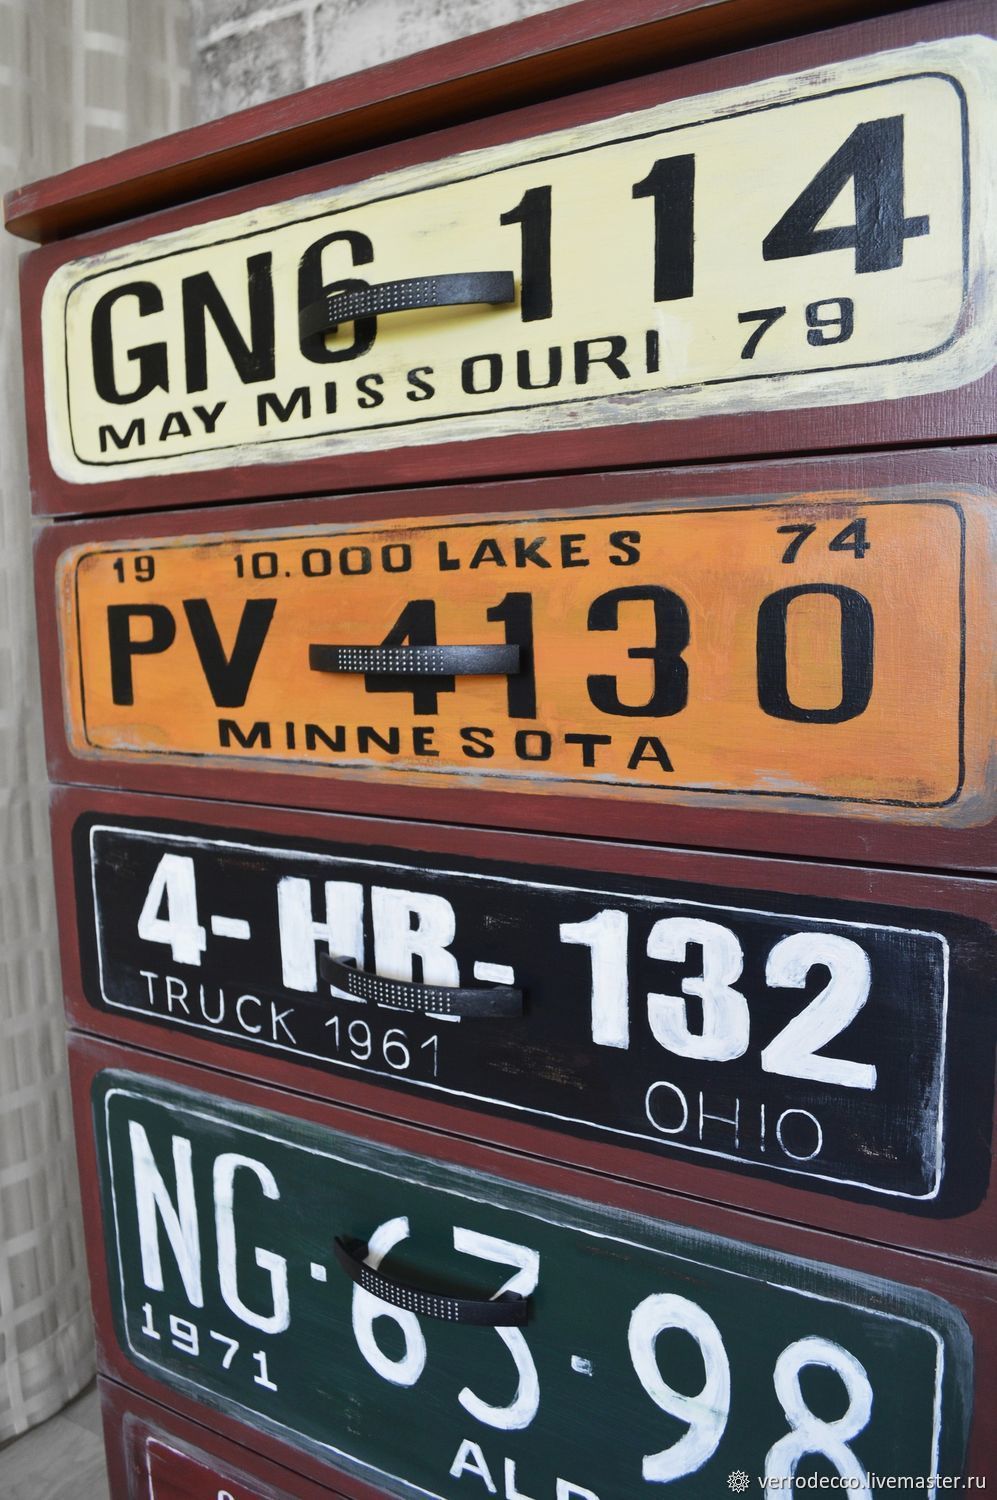 GN6 114
MAY MISSOURI 79
19 10.000 LAKES 74
PV 4130
MINNESOTA
4-HR-132
TRUCK 1961
OHIO
NG·63·98
1971
verrodecco.livemaster.ru